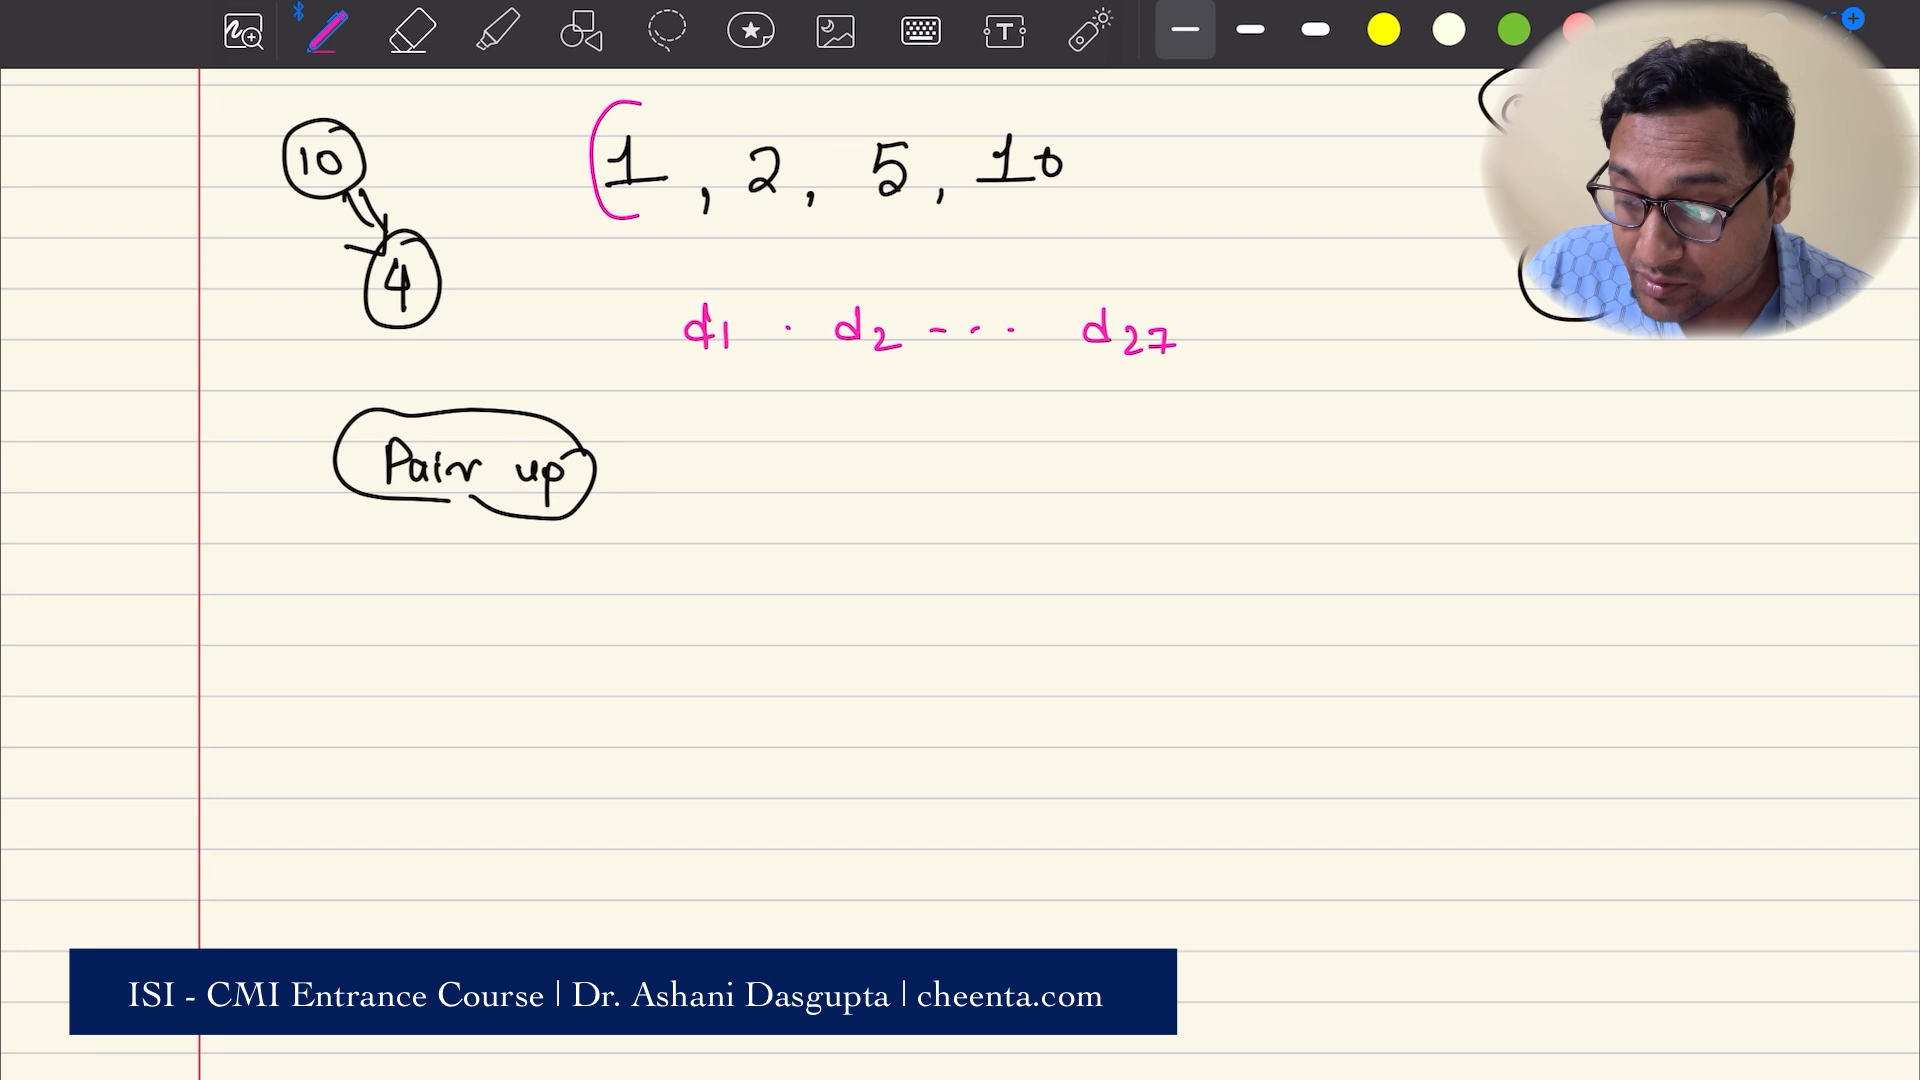 10
( 1 , 2 , 5 , 10
4
d1 . d2 - - . . d27
Pair up
ISI - CMI Entrance Course | Dr. Ashani Dasgupta | cheenta.com